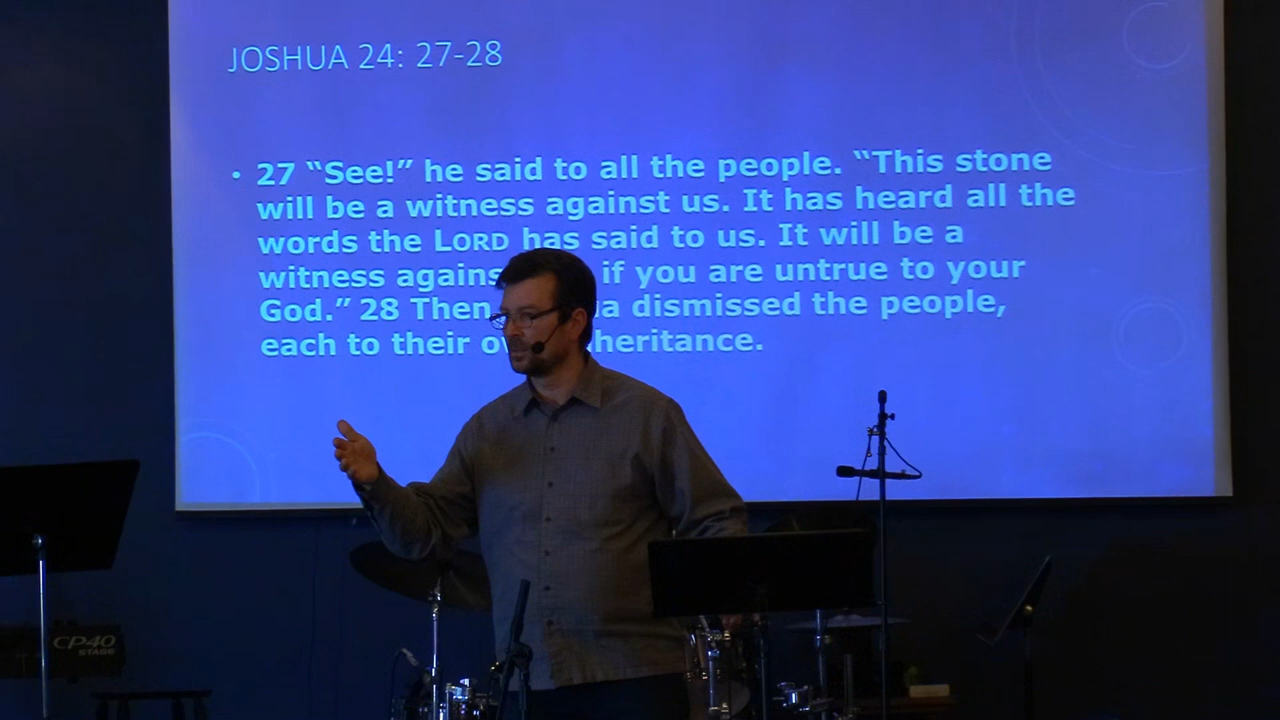 JOSHUA 24: 27-28
• 27 “See!” he said to all the people. “This stone
will be a witness against us. It has heard all the
words the LORD has said to us. It will be a
witness if you are untrue to your
God.” 28 Then dismissed the people,
each to their
CP40
STAGE